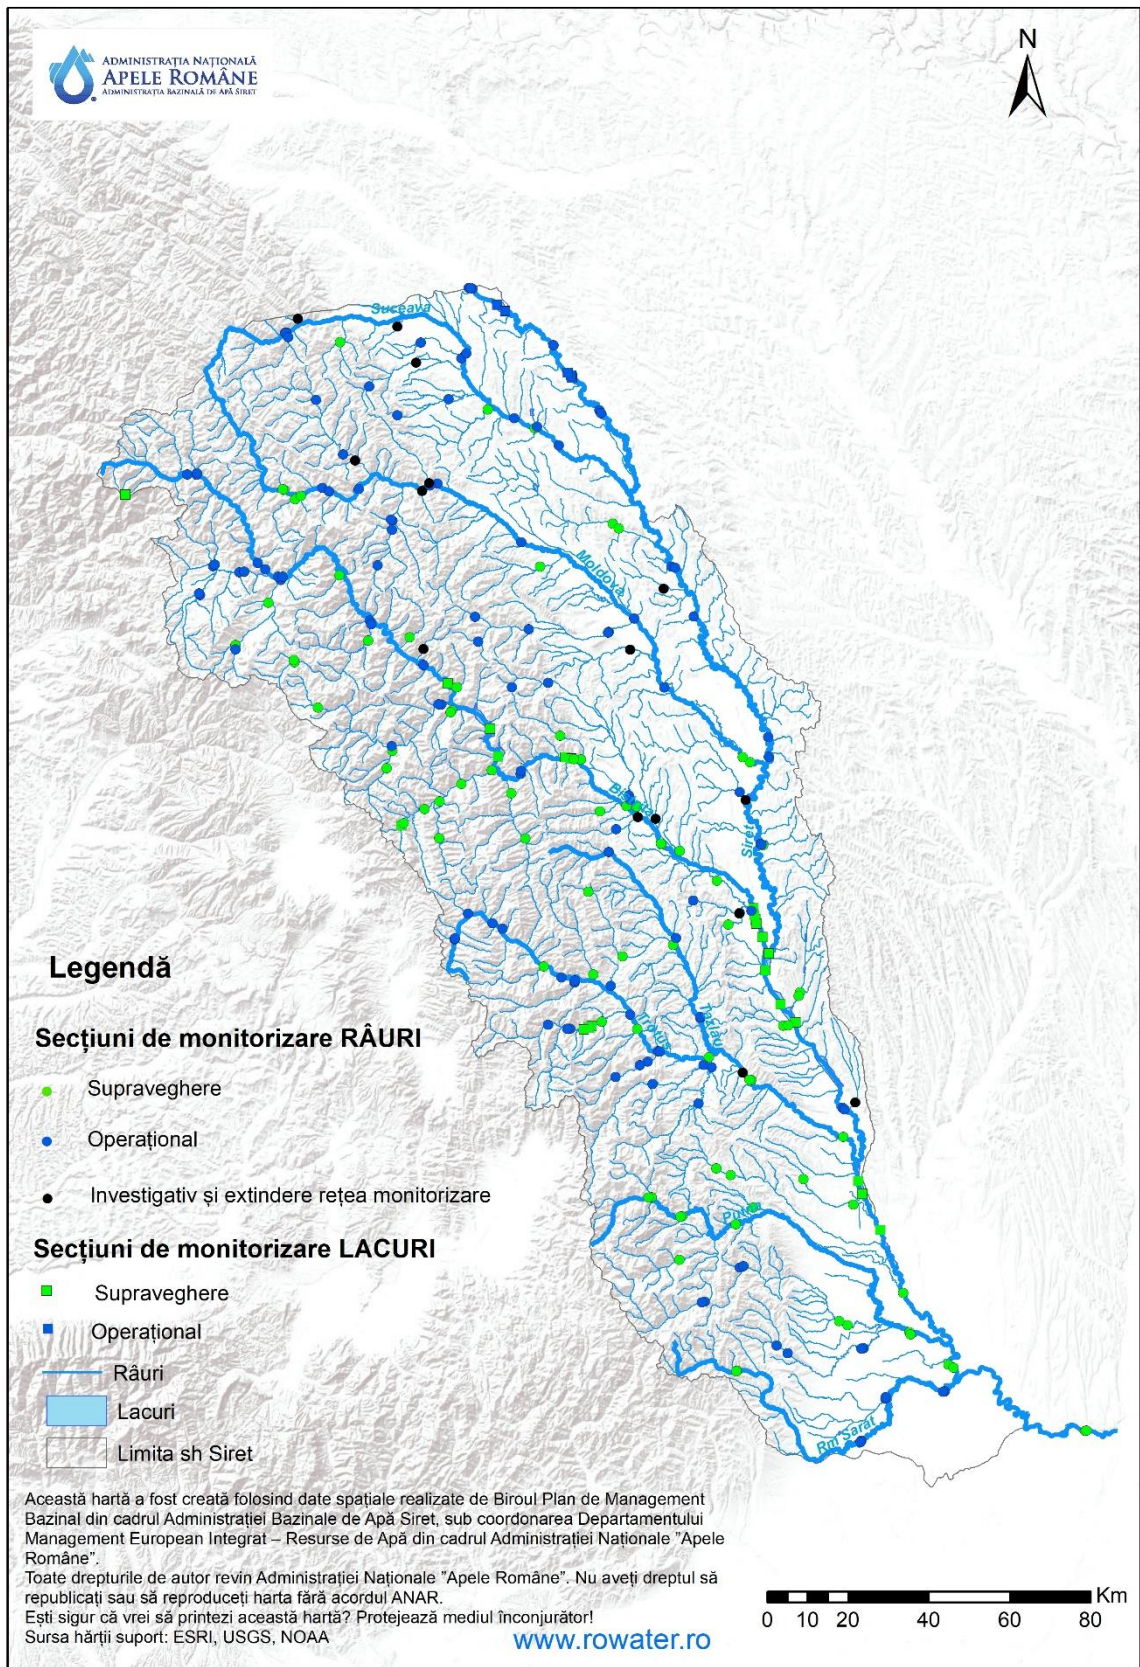 ADMINISTRAȚIA NAȚIONALĂ
APELE ROMÂNE
ADMINISTRAȚIA BAZINALĂ DE APĂ SIRET
N
Suceava
Moldova
Siret
Trotus
Putna
Rm Sarat
Legendă
Secțiuni de monitorizare RÂURI
Supraveghere
Operațional
Investigativ și extindere rețea monitorizare
Secțiuni de monitorizare LACURI
Supraveghere
Operațional
Râuri
Lacuri
Limita sh Siret
Această hartă a fost creată folosind date spațiale realizate de Biroul Plan de Management
Bazinal din cadrul Administrației Bazinale de Apă Siret, sub coordonarea Departamentului
Management European Integrat – Resurse de Apă din cadrul Administrației Naționale "Apele
Române".
Toate drepturile de autor revin Administrației Naționale "Apele Române". Nu aveți dreptul să
republicați sau să reproduceți harta fără acordul ANAR.
Ești sigur că vrei să printezi această hartă? Protejează mediul înconjurător!
Sursa hărții suport: ESRI, USGS, NOAA
www.rowater.ro
Km
0 10 20 40 60 80